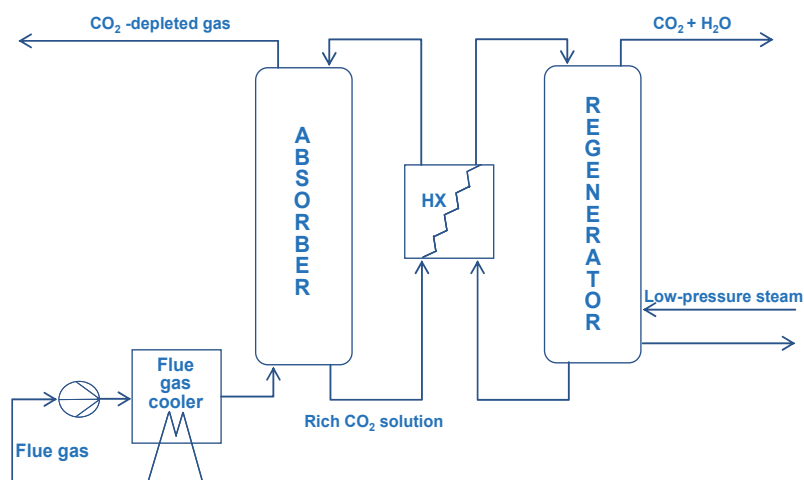 CO₂ -depleted gas
CO₂ + H₂O
ABSORBER
HX
REGENERATOR
Low-pressure steam
Flue
gas
cooler
Rich CO₂ solution
Flue gas